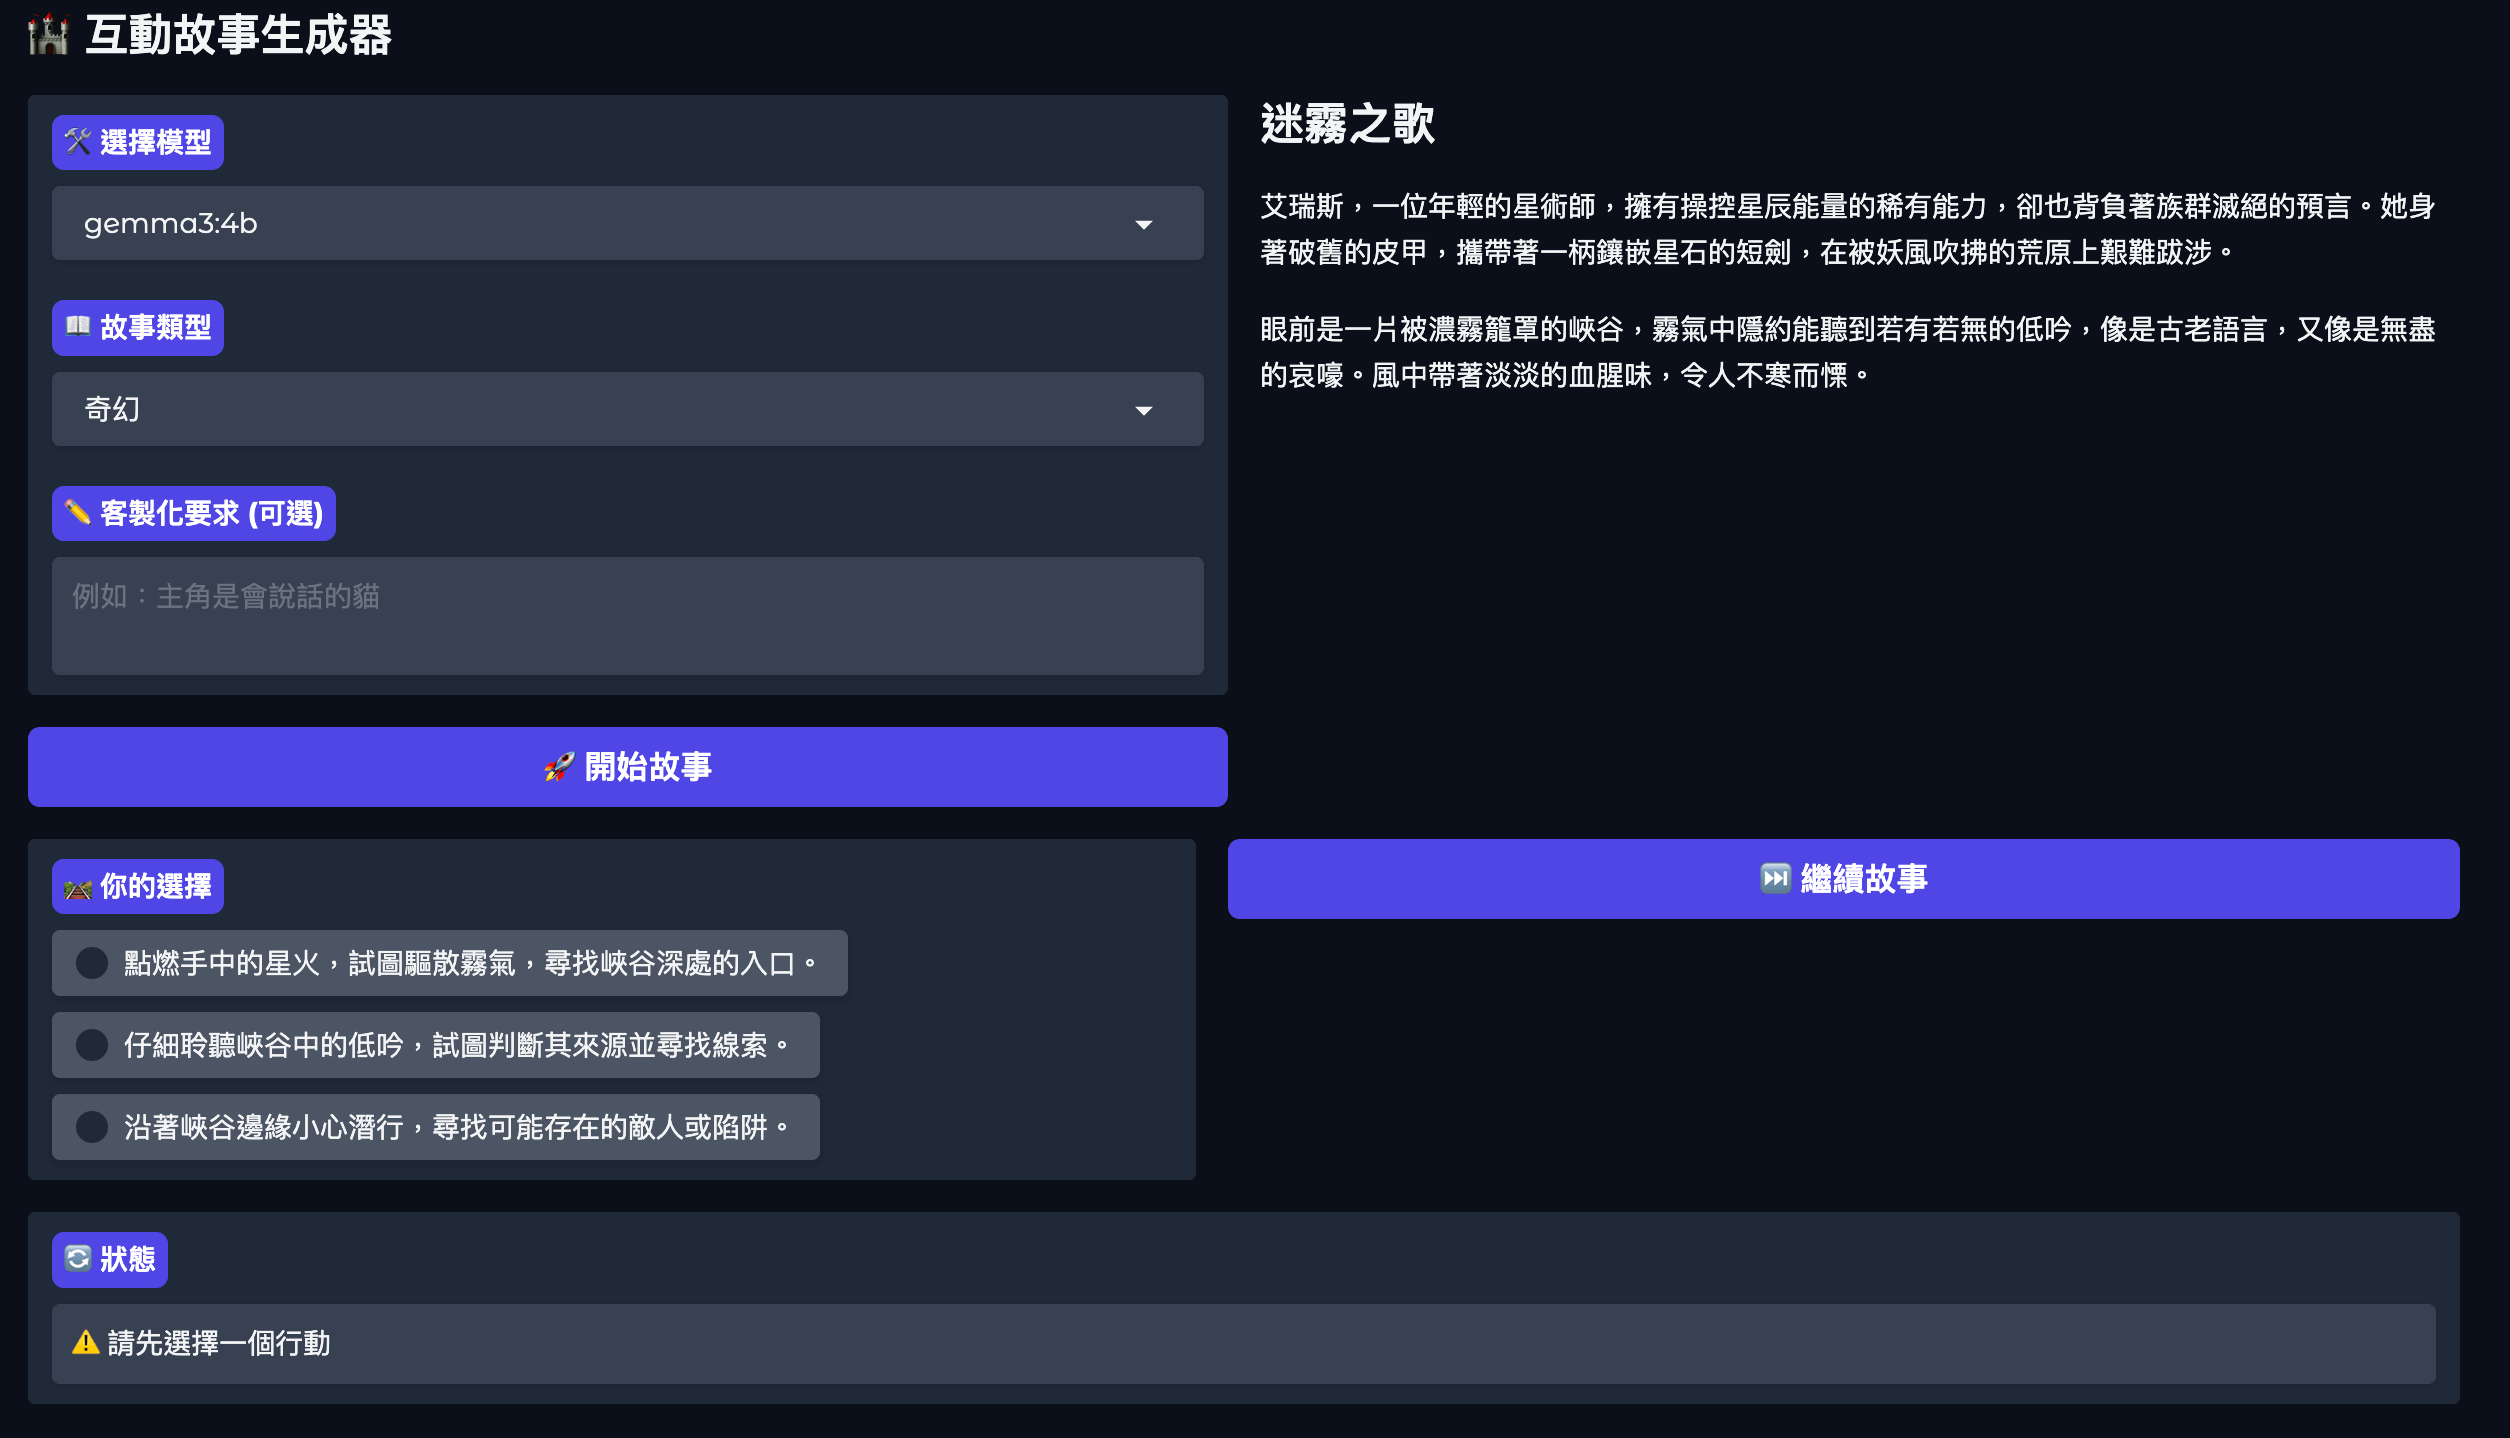 互動故事生成器
選擇模型
gemma3:4b
故事類型
奇幻
客製化要求 (可選)
例如：主角是會說話的貓
開始故事
迷霧之歌
艾瑞斯，一位年輕的星術師，擁有操控星辰能量的稀有能力，卻也背負著族群滅絕的預言。她身
著破舊的皮甲，攜帶著一柄鑲嵌星石的短劍，在被妖風吹拂的荒原上艱難跋涉。
眼前是一片被濃霧籠罩的峽谷，霧氣中隱約能聽到若有若無的低吟，像是古老語言，又像是無盡
的哀嚎。風中帶著淡淡的血腥味，令人不寒而慄。
你的選擇
點燃手中的星火，試圖驅散霧氣，尋找峽谷深處的入口。
仔細聆聽峽谷中的低吟，試圖判斷其來源並尋找線索。
沿著峽谷邊緣小心潛行，尋找可能存在的敵人或陷阱。
繼續故事
狀態
請先選擇一個行動